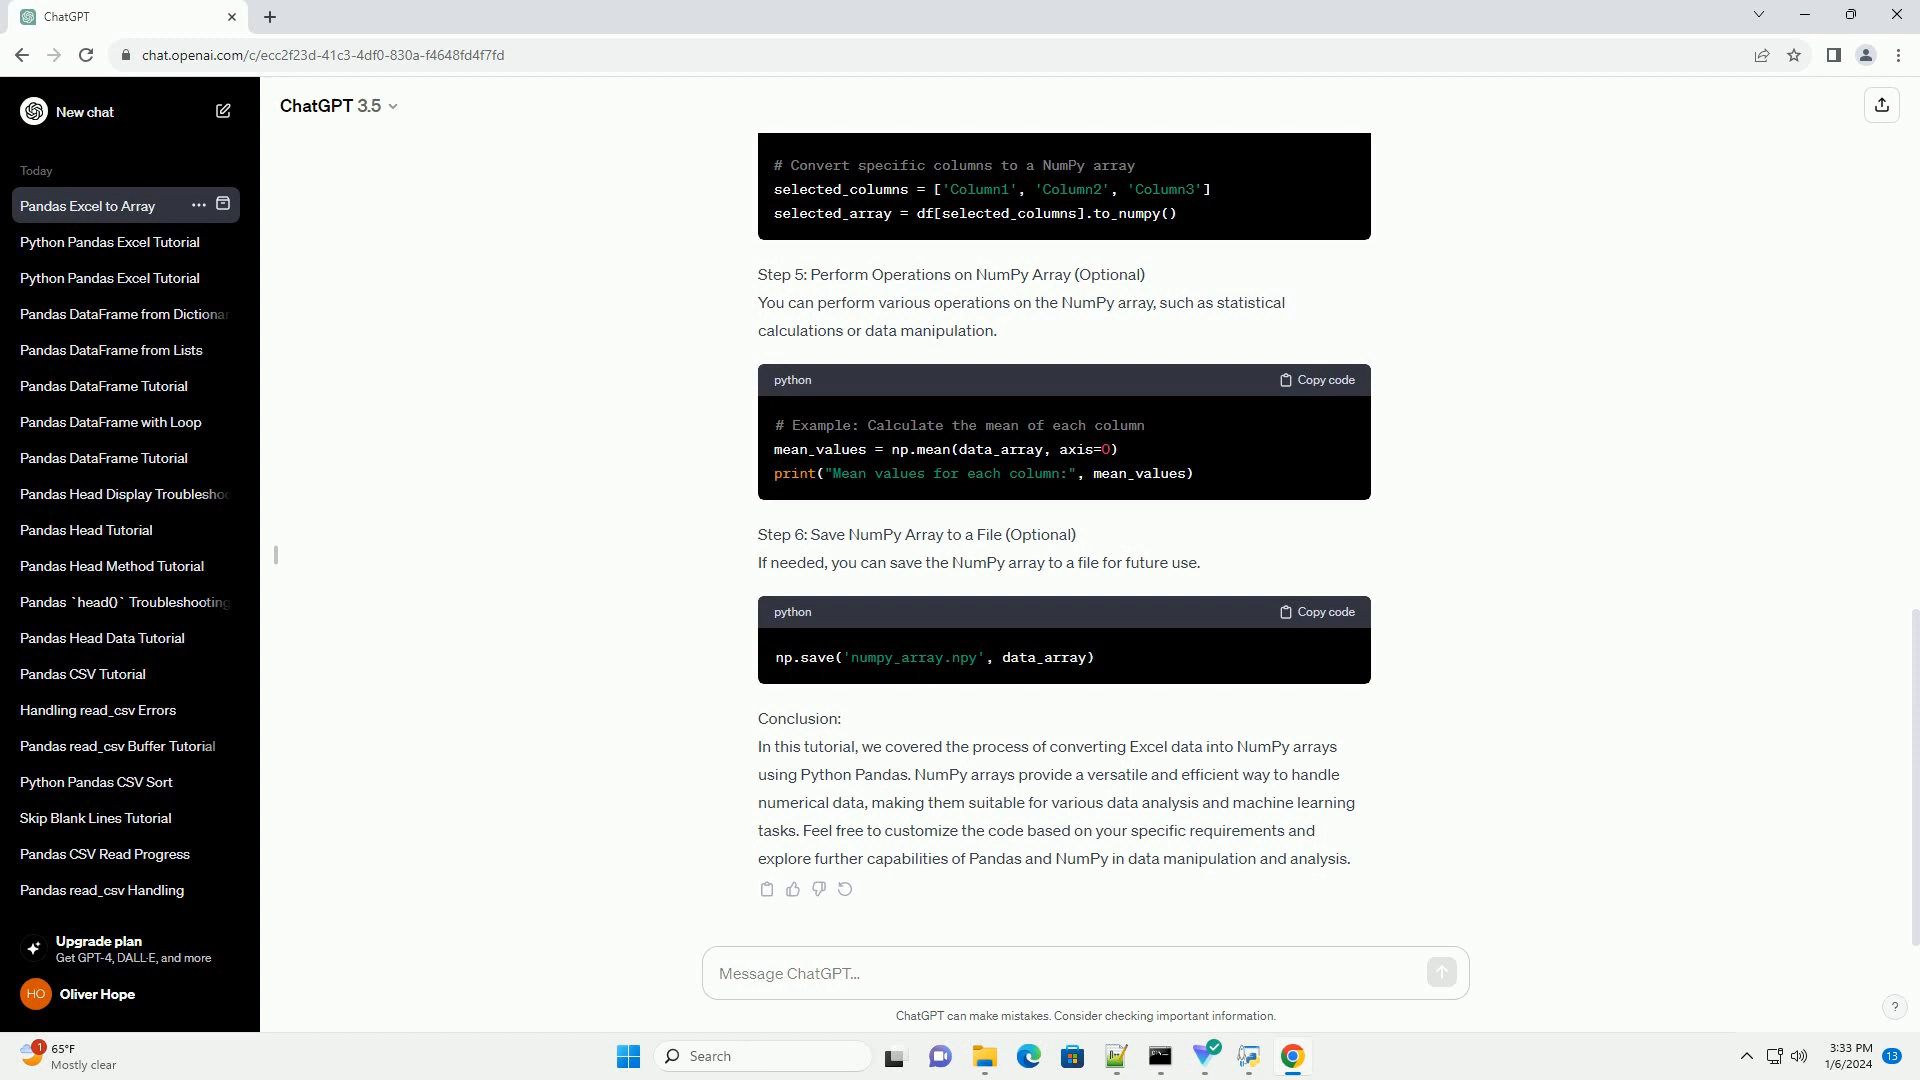 ChatGPT
chat.openai.com/c/ecc2f23d-41c3-4df0-830a-f4648fd4f7fd
New chat
Today
Pandas Excel to Array
Python Pandas Excel Tutorial
Python Pandas Excel Tutorial
Pandas DataFrame from Dictionar
Pandas DataFrame from Lists
Pandas DataFrame Tutorial
Pandas DataFrame with Loop
Pandas DataFrame Tutorial
Pandas Head Display Troubleshoo
Pandas Head Tutorial
Pandas Head Method Tutorial
Pandas `head()` Troubleshooting
Pandas Head Data Tutorial
Pandas CSV Tutorial
Handling read_csv Errors
Pandas read_csv Buffer Tutorial
Python Pandas CSV Sort
Skip Blank Lines Tutorial
Pandas CSV Read Progress
Pandas read_csv Handling
Upgrade plan
Get GPT-4, DALL·E, and more
HO Oliver Hope
ChatGPT 3.5
# Convert specific columns to a NumPy array
selected_columns = ['Column1', 'Column2', 'Column3']
selected_array = df[selected_columns].to_numpy()
Step 5: Perform Operations on NumPy Array (Optional)
You can perform various operations on the NumPy array, such as statistical
calculations or data manipulation.
python Copy code
# Example: Calculate the mean of each column
mean_values = np.mean(data_array, axis=0)
print("Mean values for each column:", mean_values)
Step 6: Save NumPy Array to a File (Optional)
If needed, you can save the NumPy array to a file for future use.
python Copy code
np.save('numpy_array.npy', data_array)
Conclusion:
In this tutorial, we covered the process of converting Excel data into NumPy arrays
using Python Pandas. NumPy arrays provide a versatile and efficient way to handle
numerical data, making them suitable for various data analysis and machine learning
tasks. Feel free to customize the code based on your specific requirements and
explore further capabilities of Pandas and NumPy in data manipulation and analysis.
Message ChatGPT...
ChatGPT can make mistakes. Consider checking important information.
?
1
65°F
Mostly clear
Search
3:33 PM
1/6/2024
13